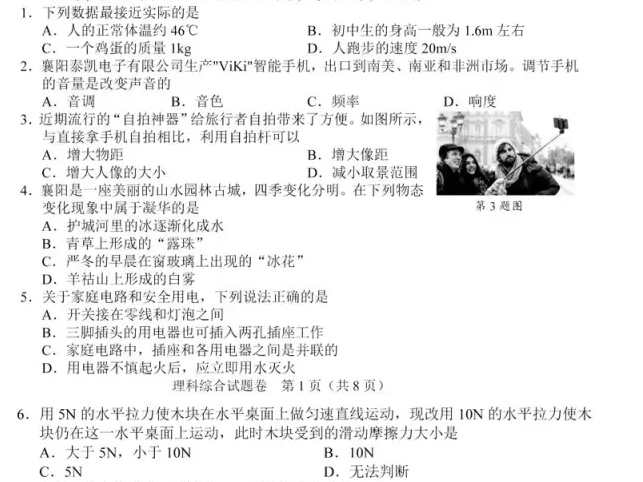 1．下列数据最接近实际的是
A．人的正常体温约 46℃ B．初中生的身高一般为 1.6m 左右
C．一个鸡蛋的质量 1kg D．人跑步的速度 20m/s
2．襄阳泰凯电子有限公司生产"ViKi"智能手机，出口到南美、南亚和非洲市场。调节手机
的音量是改变声音的
A．音调 B．音色 C．频率 D．响度
3．近期流行的“自拍神器”给旅行者自拍带来了方便。如图所示，
与直接拿手机自拍相比，利用自拍杆可以
A．增大物距 B．增大像距
C．增大人像的大小 D．减小取景范围
第 3 题图
4．襄阳是一座美丽的山水园林古城，四季变化分明。在下列物态
变化现象中属于凝华的是
A．护城河里的冰逐渐化成水
B．青草上形成的“露珠”
C．严冬的早晨在窗玻璃上出现的“冰花”
D．羊祜山上形成的白雾
5．关于家庭电路和安全用电，下列说法正确的是
A．开关接在零线和灯泡之间
B．三脚插头的用电器也可插入两孔插座工作
C．家庭电路中，插座和各用电器之间是并联的
D．用电器不慎起火后，应立即用水灭火
理科综合试题卷 第 1 页（共 8 页）
6．用 5N 的水平拉力使木块在水平桌面上做匀速直线运动，现改用 10N 的水平拉力使木
块仍在这一水平桌面上运动，此时木块受到的滑动摩擦力大小是
A．大于 5N，小于 10N B．10N
C．5N D．无法判断